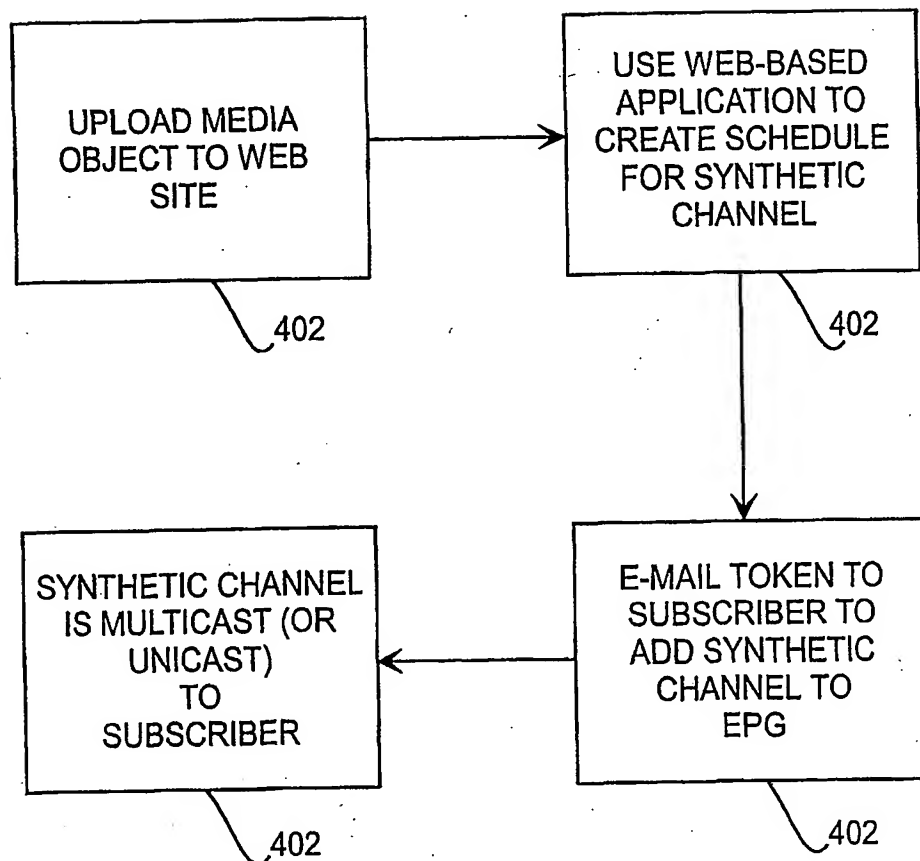 UPLOAD MEDIA
OBJECT TO WEB
SITE
402
USE WEB-BASED
APPLICATION TO
CREATE SCHEDULE
FOR SYNTHETIC
CHANNEL
402
E-MAIL TOKEN TO
SUBSCRIBER TO
ADD SYNTHETIC
CHANNEL TO
EPG
402
SYNTHETIC CHANNEL
IS MULTICAST (OR
UNICAST)
TO
SUBSCRIBER
402